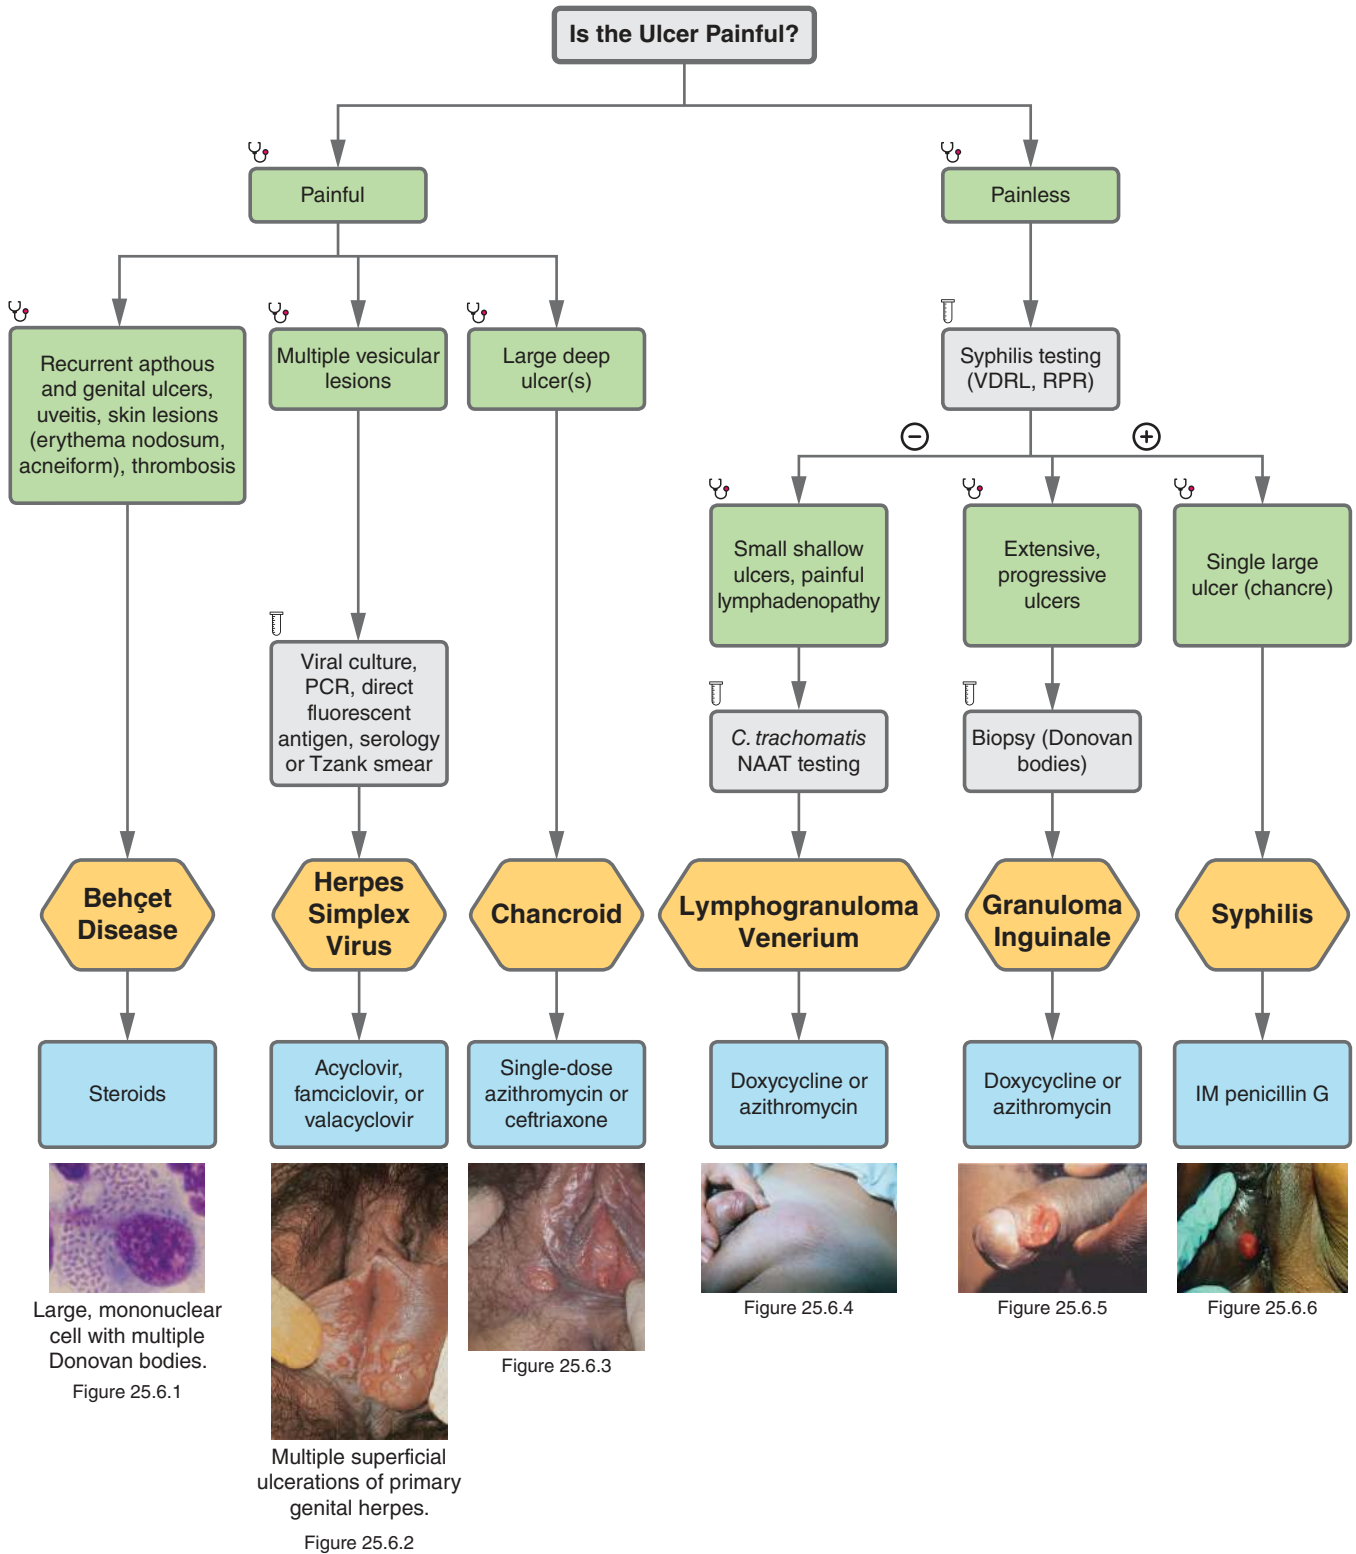 Is the Ulcer Painful?
Painful
Painless
Recurrent apthous
and genital ulcers,
uveitis, skin lesions
(erythema nodosum,
acneiform), thrombosis
Multiple vesicular
lesions
Large deep
ulcer(s)
Syphilis testing
(VDRL, RPR)
−
+
Small shallow
ulcers, painful
lymphadenopathy
Extensive,
progressive
ulcers
Single large
ulcer (chancre)
Viral culture,
PCR, direct
fluorescent
antigen, serology
or Tzank smear
C. trachomatis
NAAT testing
Biopsy (Donovan
bodies)
Behçet
Disease
Herpes
Simplex
Virus
Chancroid
Lymphogranuloma
Venerium
Granuloma
Inguinale
Syphilis
Steroids
Acyclovir,
famciclovir, or
valacyclovir
Single-dose
azithromycin or
ceftriaxone
Doxycycline or
azithromycin
Doxycycline or
azithromycin
IM penicillin G
Large, mononuclear
cell with multiple
Donovan bodies.
Figure 25.6.1
Multiple superficial
ulcerations of primary
genital herpes.
Figure 25.6.2
Figure 25.6.3
Figure 25.6.4
Figure 25.6.5
Figure 25.6.6